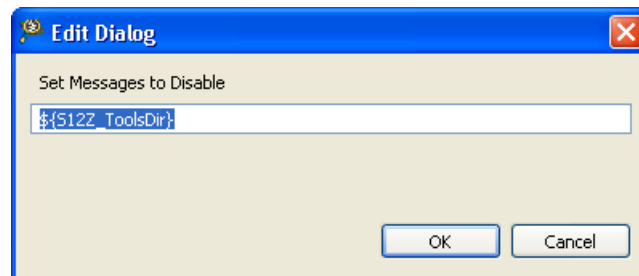 Edit Dialog
Set Messages to Disable
${S12Z_ToolsDir}
OK
Cancel